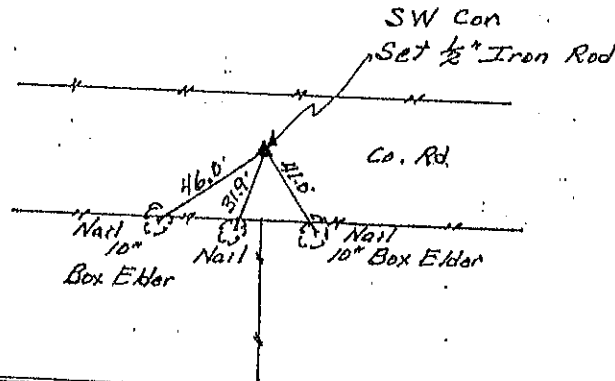 SW Cor
Set 1/2" Iron Rod
Co. Rd.
46.0'
31.9'
41.0'
Nail
10"
Box Elder
Nail
Nail
10" Box Elder